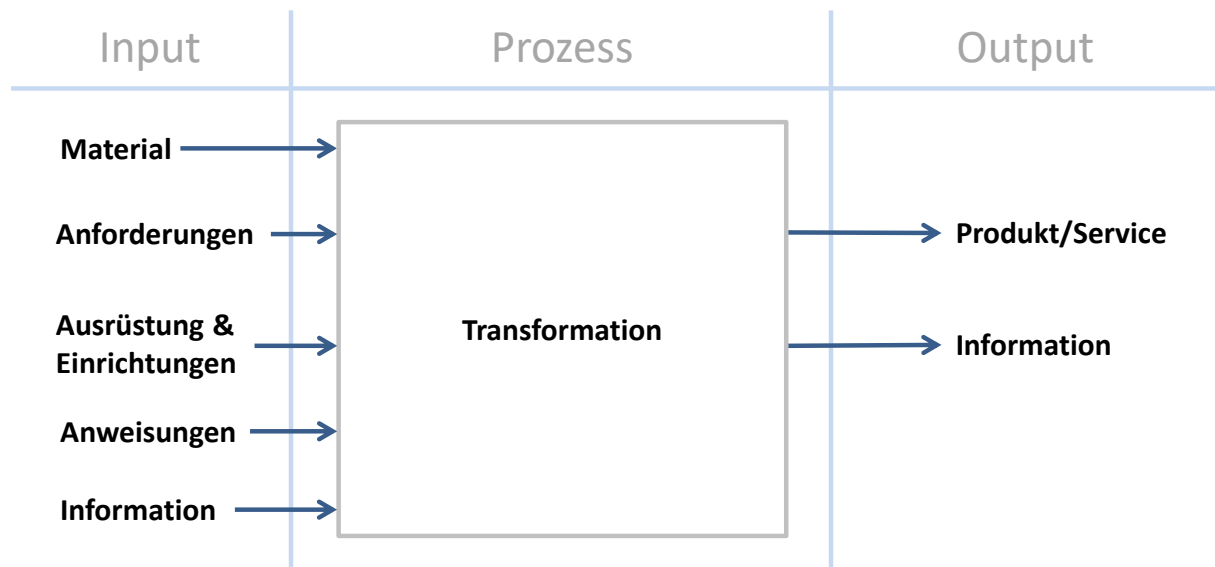 Input
Prozess
Output
Material
Anforderungen
Ausrüstung &
Einrichtungen
Anweisungen
Information
Transformation
Produkt/Service
Information